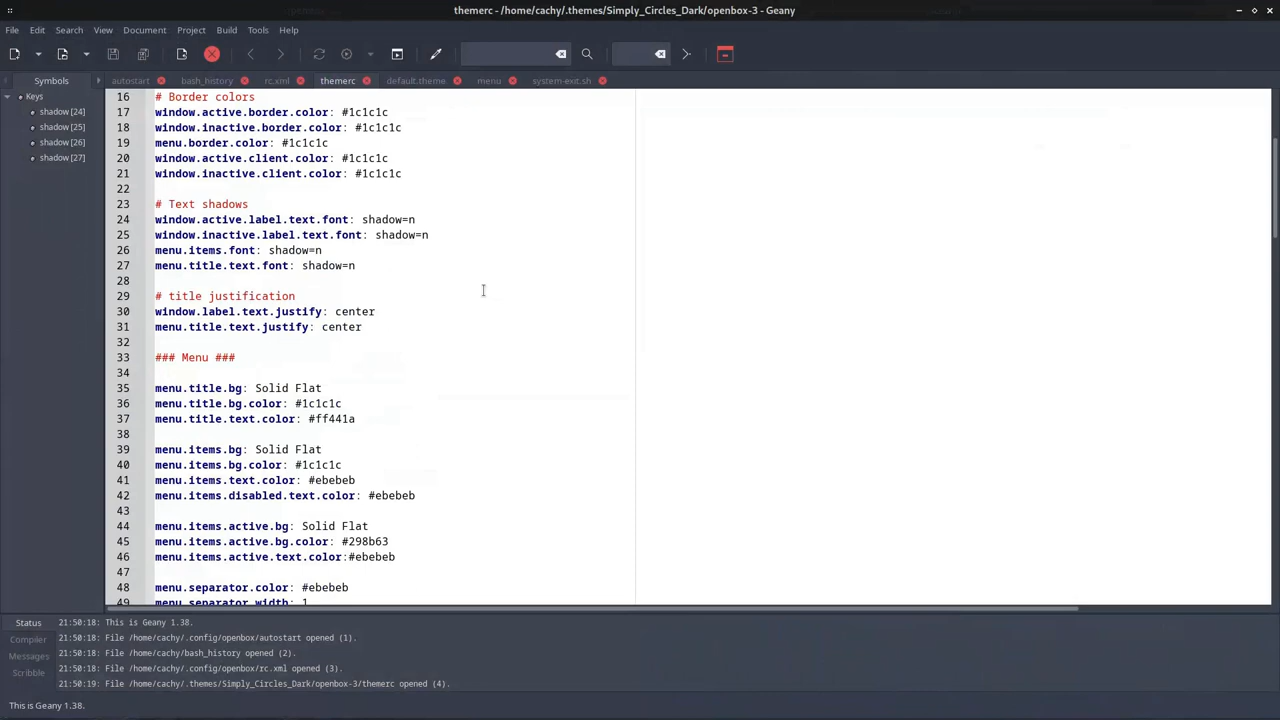 themerc - /home/cachy/.themes/Simply_Circles_Dark/openbox-3 - Geany
File Edit Search View Document Project Build Tools Help
Symbols
autostart bash_history rc.xml themerc default.theme menu system-exit.sh
Keys
shadow [24]
shadow [25]
shadow [26]
shadow [27]
16 # Border colors
17 window.active.border.color: #1c1c1c
18 window.inactive.border.color: #1c1c1c
19 menu.border.color: #1c1c1c
20 window.active.client.color: #1c1c1c
21 window.inactive.client.color: #1c1c1c
22
23 # Text shadows
24 window.active.label.text.font: shadow=n
25 window.inactive.label.text.font: shadow=n
26 menu.items.font: shadow=n
27 menu.title.text.font: shadow=n
28
29 # title justification
30 window.label.text.justify: center
31 menu.title.text.justify: center
32
33 ### Menu ###
34
35 menu.title.bg: Solid Flat
36 menu.title.bg.color: #1c1c1c
37 menu.title.text.color: #ff441a
38
39 menu.items.bg: Solid Flat
40 menu.items.bg.color: #1c1c1c
41 menu.items.text.color: #ebebeb
42 menu.items.disabled.text.color: #ebebeb
43
44 menu.items.active.bg: Solid Flat
45 menu.items.active.bg.color: #298b63
46 menu.items.active.text.color:#ebebeb
47
48 menu.separator.color: #ebebeb
49 menu.separator.width: 1
Status
Compiler
Messages
Scribble
21:50:18: This is Geany 1.38.
21:50:18: File /home/cachy/.config/openbox/autostart opened (1).
21:50:18: File /home/cachy/bash_history opened (2).
21:50:18: File /home/cachy/.config/openbox/rc.xml opened (3).
21:50:19: File /home/cachy/.themes/Simply_Circles_Dark/openbox-3/themerc opened (4).
This is Geany 1.38.